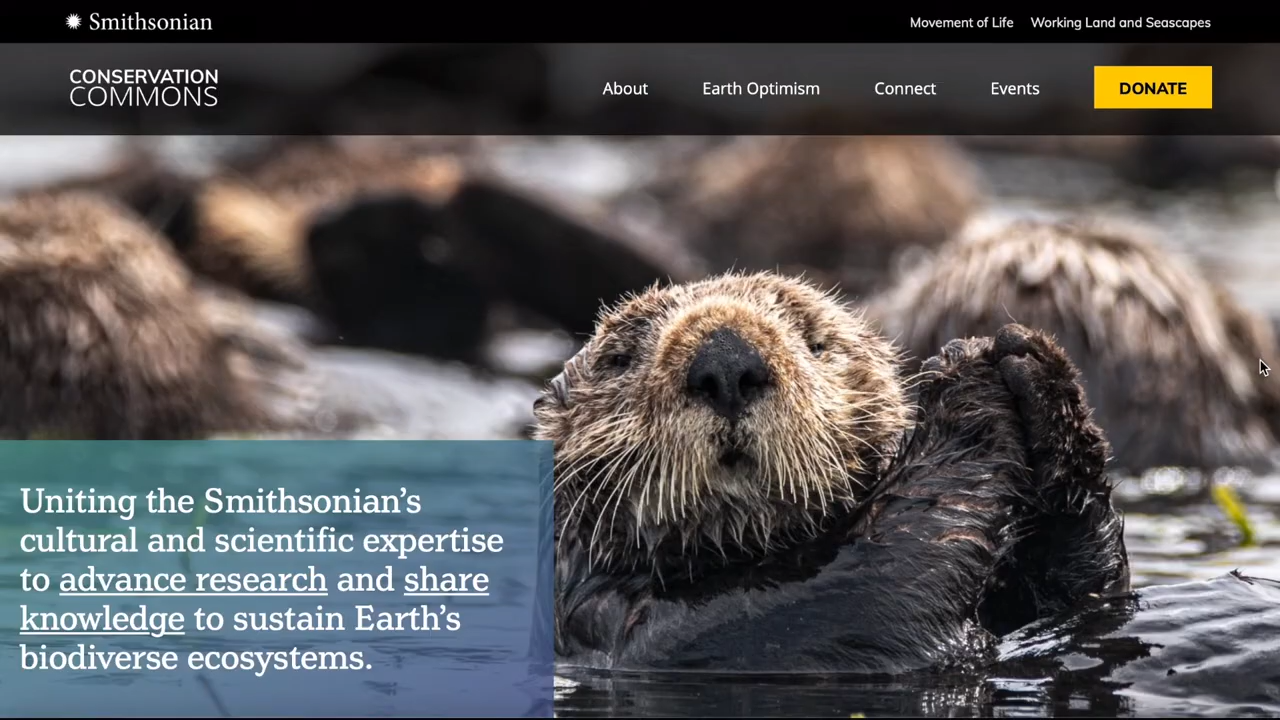 Smithsonian
Movement of Life
Working Land and Seascapes
CONSERVATION
COMMONS
About
Earth Optimism
Connect
Events
DONATE
Uniting the Smithsonian’s
cultural and scientific expertise
to advance research and share
knowledge to sustain Earth’s
biodiverse ecosystems.